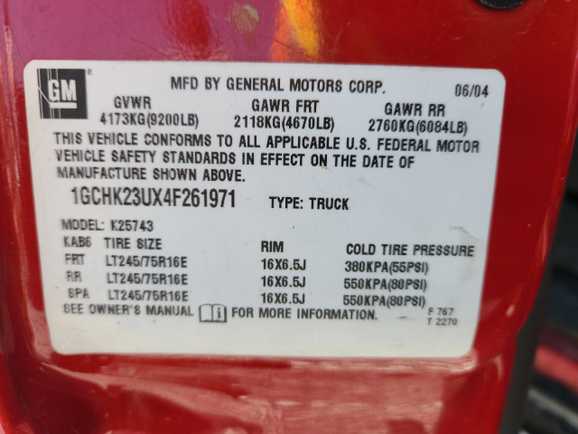 GM ®
MFD BY GENERAL MOTORS CORP. 06/04
GVWR GAWR FRT GAWR RR
4173KG(9200LB) 2118KG(4670LB) 2760KG(6084LB)
THIS VEHICLE CONFORMS TO ALL APPLICABLE U.S. FEDERAL MOTOR
VEHICLE SAFETY STANDARDS IN EFFECT ON THE DATE OF
MANUFACTURE SHOWN ABOVE.
1GCHK23UX4F261971 TYPE: TRUCK
MODEL: K25743
KAB6 TIRE SIZE RIM COLD TIRE PRESSURE
FRT LT245/75R16E 16X6.5J 380KPA(55PSI)
RR LT245/75R16E 16X6.5J 550KPA(80PSI)
SPA LT245/75R16E 16X6.5J 550KPA(80PSI)
SEE OWNER'S MANUAL FOR MORE INFORMATION. F 767
T 2270